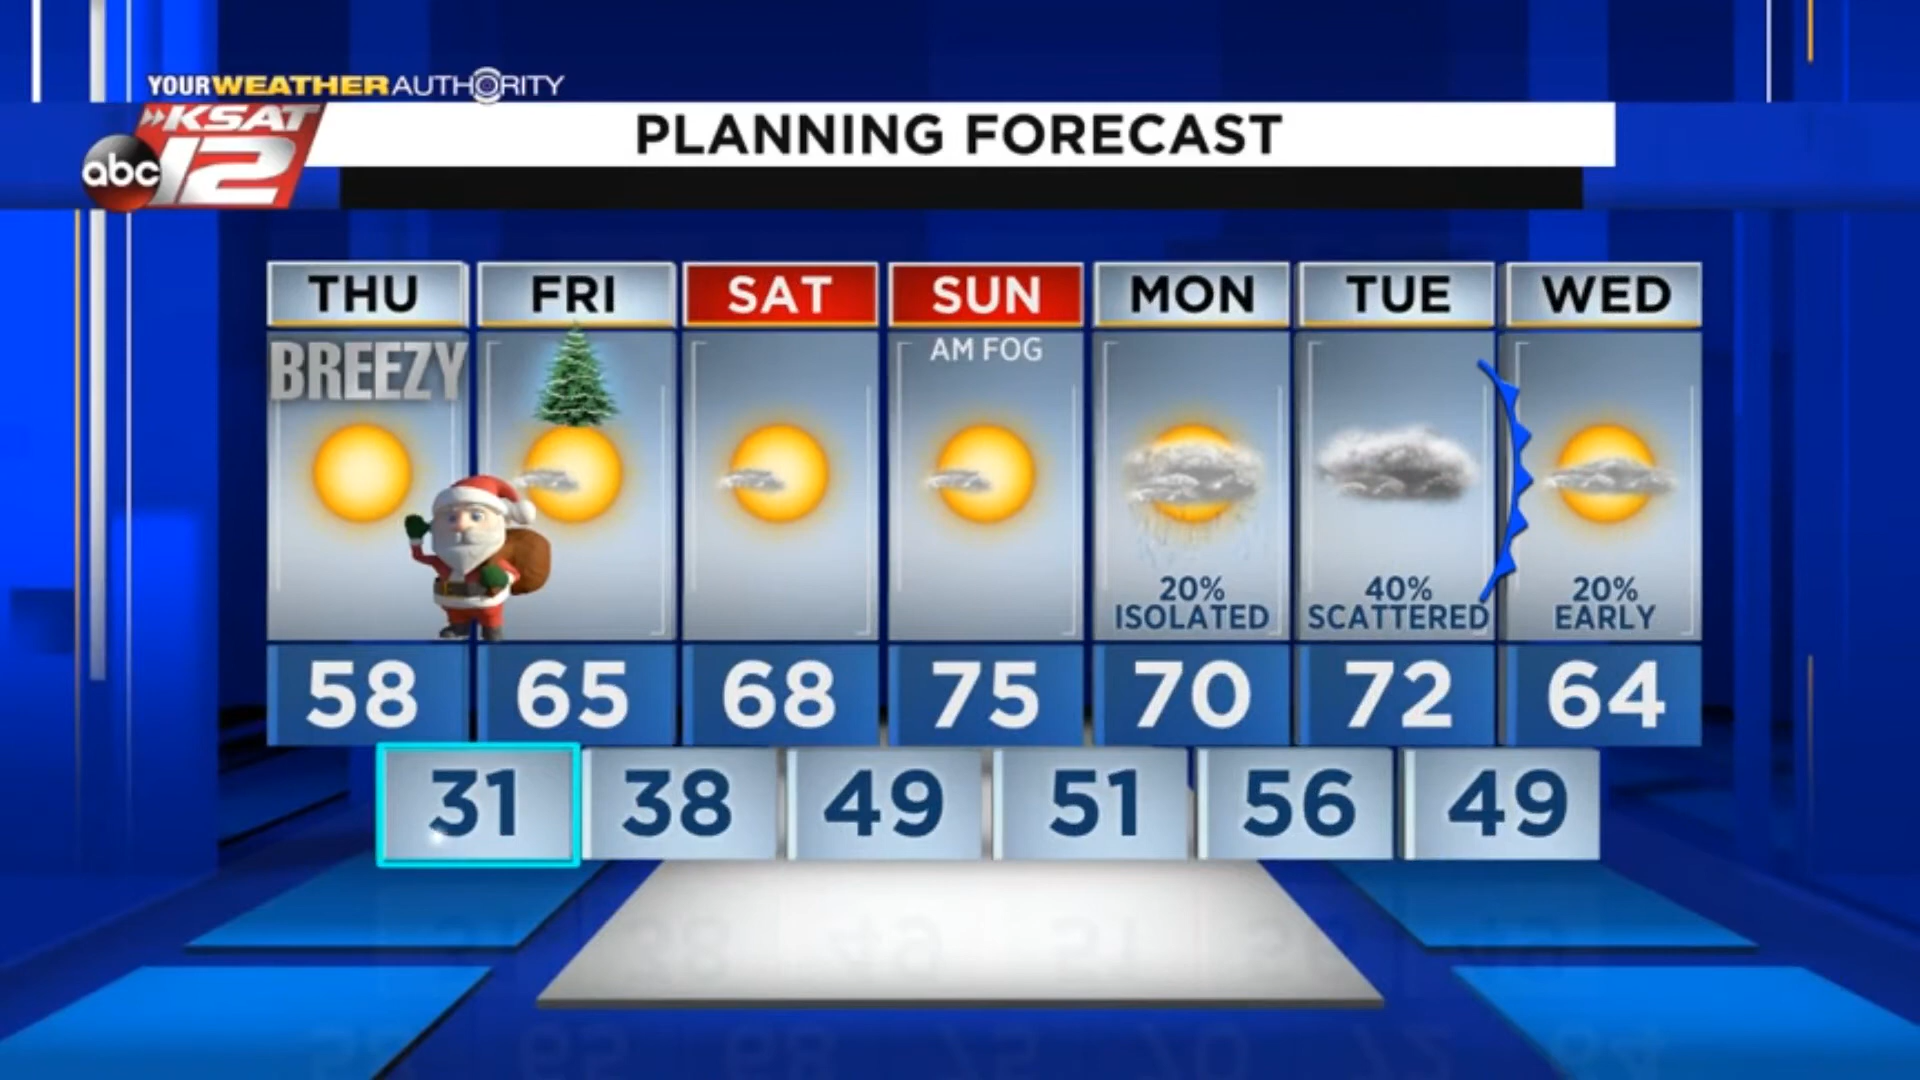 YOUR WEATHER AUTHORITY
KSAT
abc 12
PLANNING FORECAST
THU FRI SAT SUN MON TUE WED
BREEZY
AM FOG
20% 40% 20%
ISOLATED SCATTERED EARLY
58 65 68 75 70 72 64
31 38 49 51 56 49